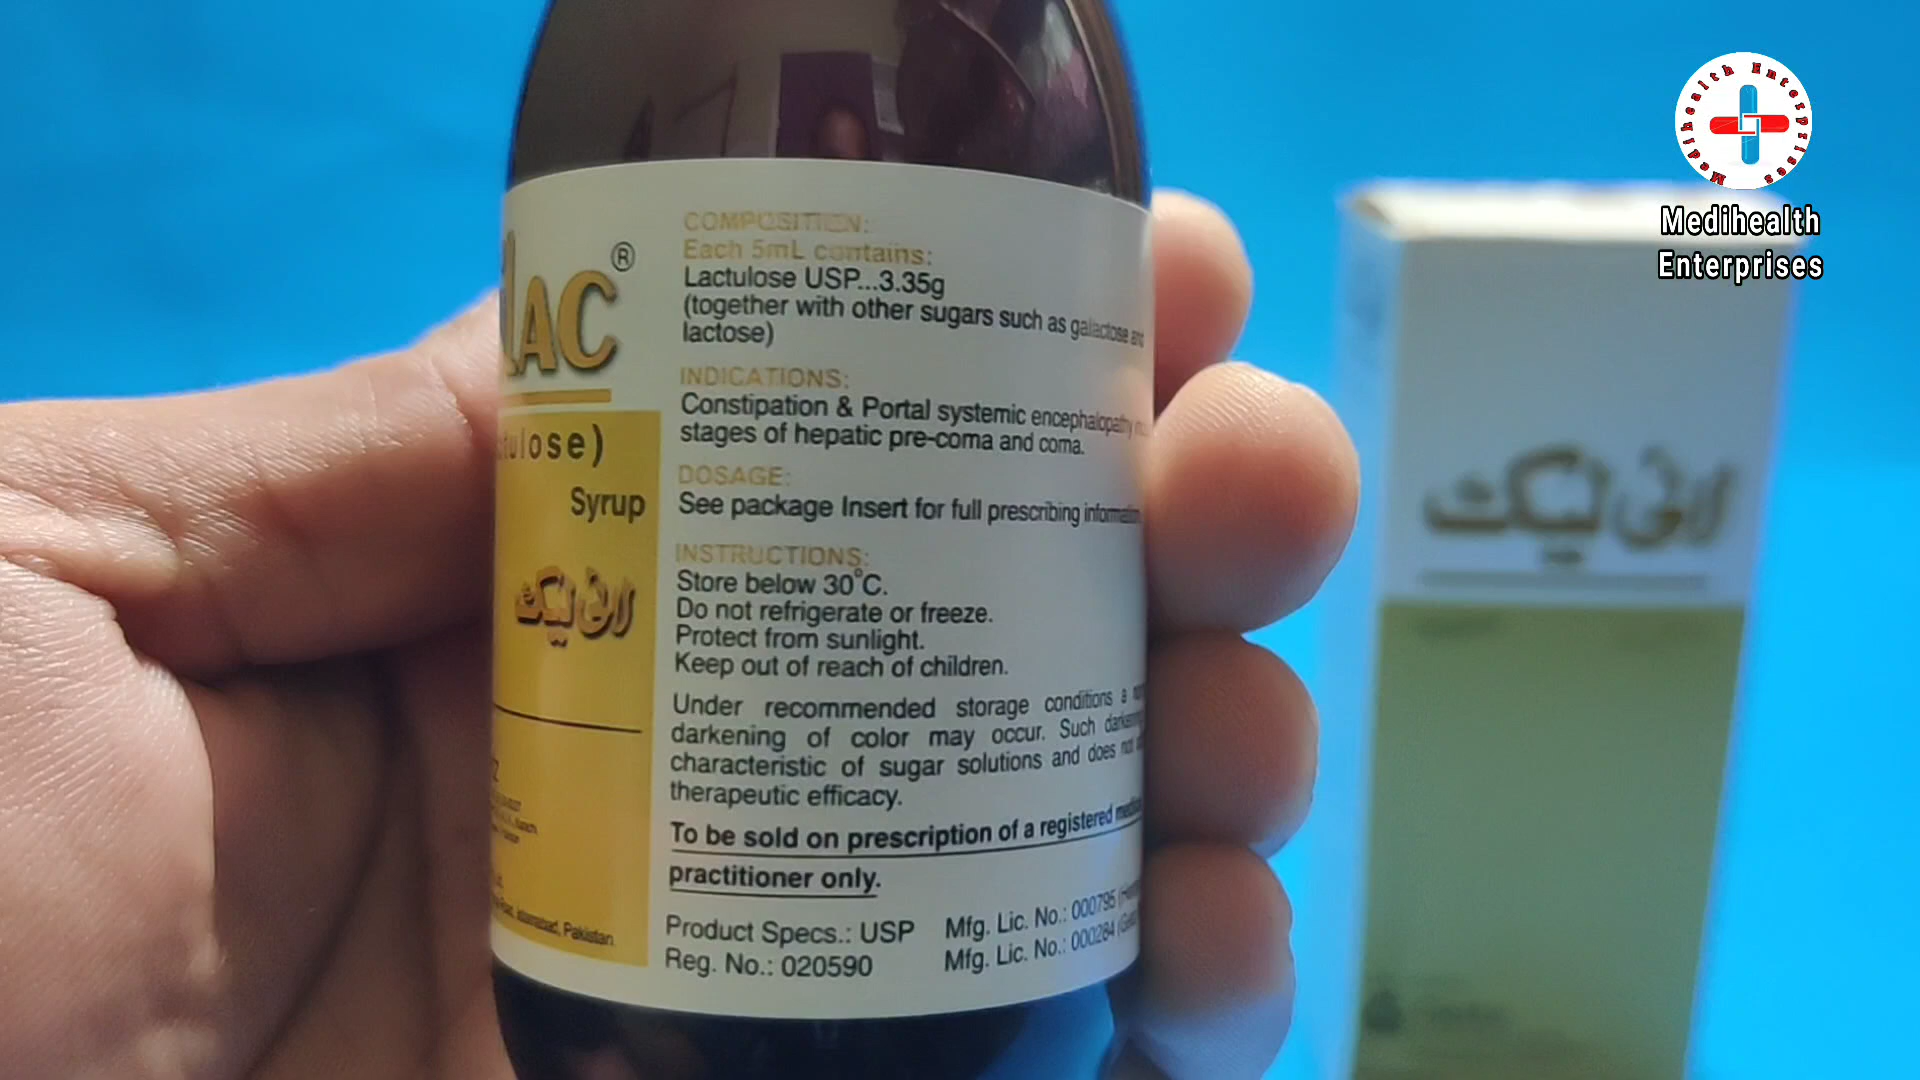 LAC®
Syrup
COMPOSITION:
Each 5mL contains:
Lactulose USP...3.35g
(together with other sugars such as galactose and
lactose)
INDICATIONS:
Constipation & Portal systemic encephalopathy
stages of hepatic pre-coma and coma.
DOSAGE:
See package Insert for full prescribing information
INSTRUCTIONS:
Store below 30°C.
Do not refrigerate or freeze.
Protect from sunlight.
Keep out of reach of children.
Under recommended storage conditions a
darkening of color may occur. Such
characteristic of sugar solutions and does not
therapeutic efficacy.
To be sold on prescription of a registered
practitioner only.
Product Specs.: USP
Reg. No.: 020590
Mfg. Lic. No.: 000795
Mfg. Lic. No.: 000284
Pakistan.
Medihealth Enterprises
Medihealth
Enterprises